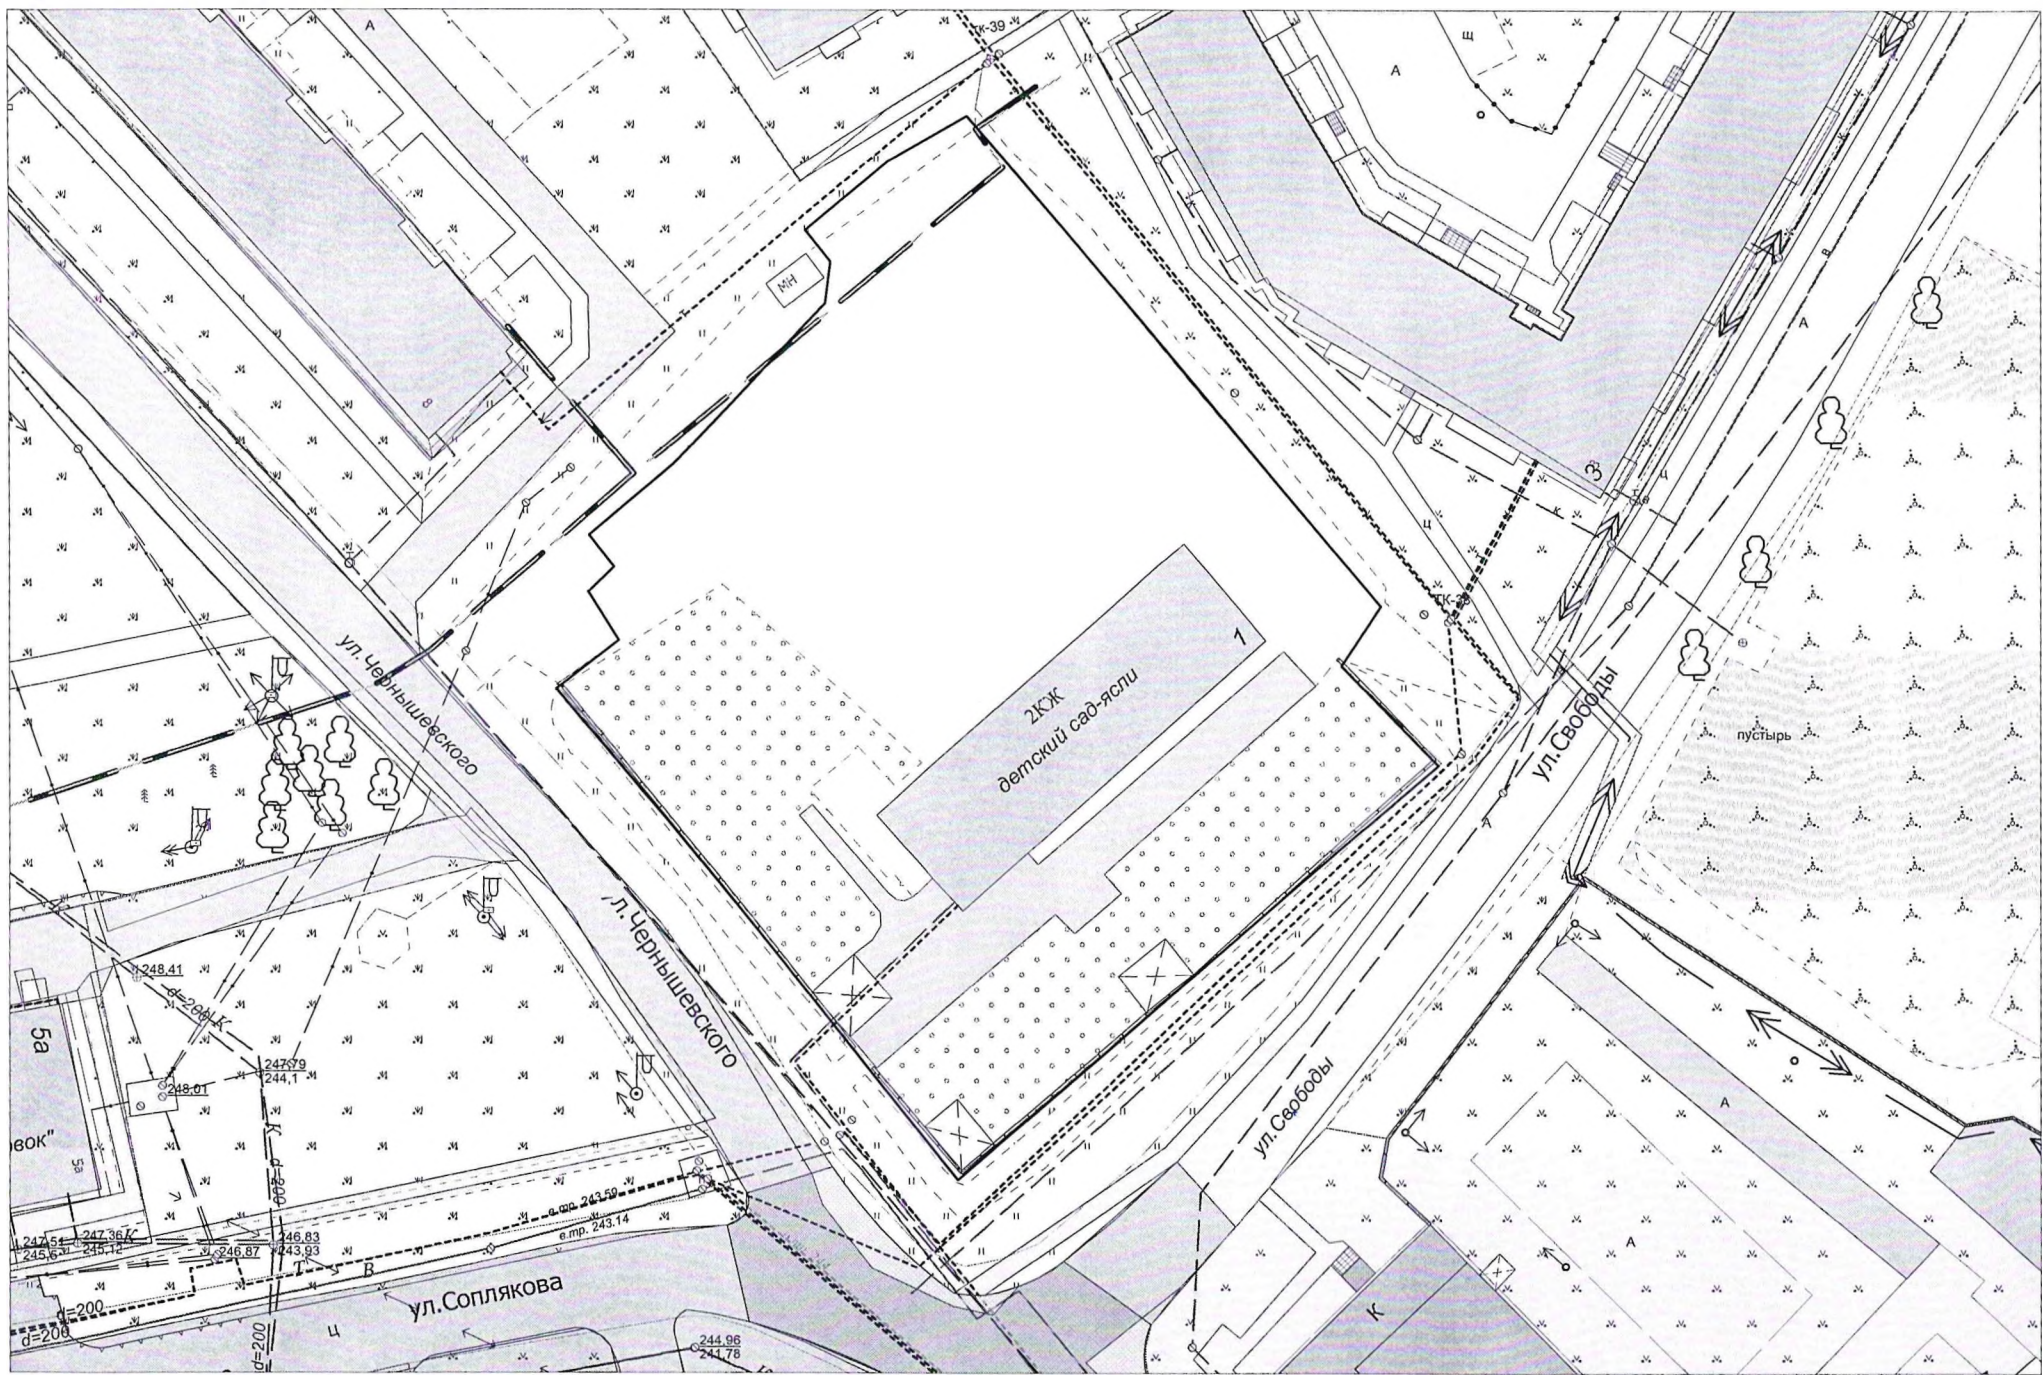 тк-39
А
Щ
А
К
МН
В
А
8
К
3
Ц
Ц
К
1
ул.Чернышевского
2КЖ
детский сад-ясли
ул.Свободы
пустырь
А
л.Чернышевского
248,41
d=200 К
5а
247,79
244,1
248,01
ул.Свободы
А
К
d=200
вок"
5а
е.тр. 243.59
е.тр. 243.14
247,51
245,6
247,36 К
245,12
246,87
246,83
243,93
Т
В
А
ул.Соплякова
d=200
d=200
Ц
d=200
244,96
241,78
К